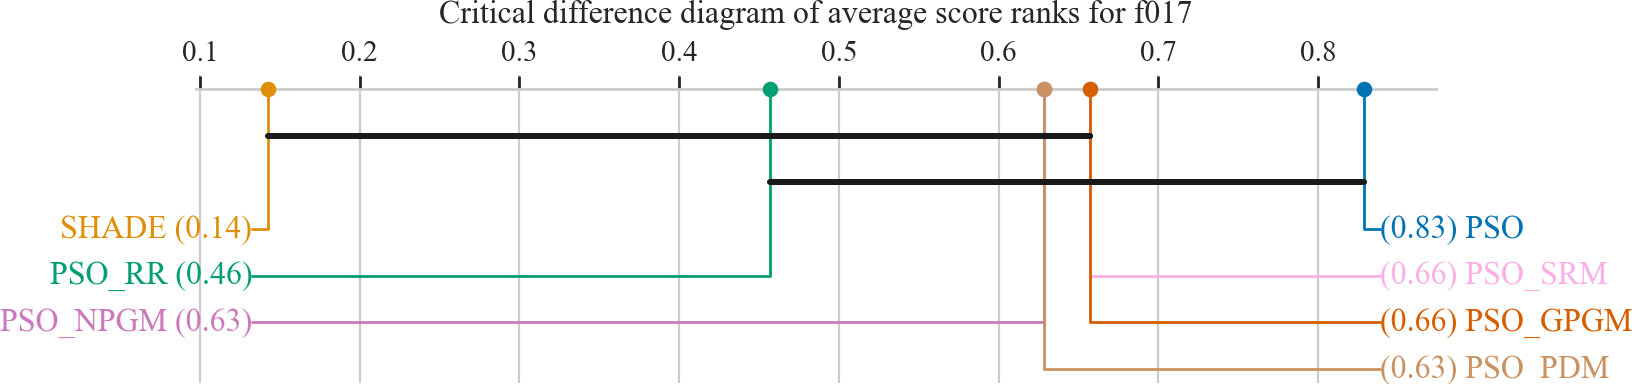 Critical difference diagram of average score ranks for f017
0.1 0.2 0.3 0.4 0.5 0.6 0.7 0.8
SHADE (0.14) (0.83) PSO
PSO_RR (0.46) (0.66) PSO_SRM
PSO_NPGM (0.63) (0.66) PSO_GPGM
(0.63) PSO_PDM